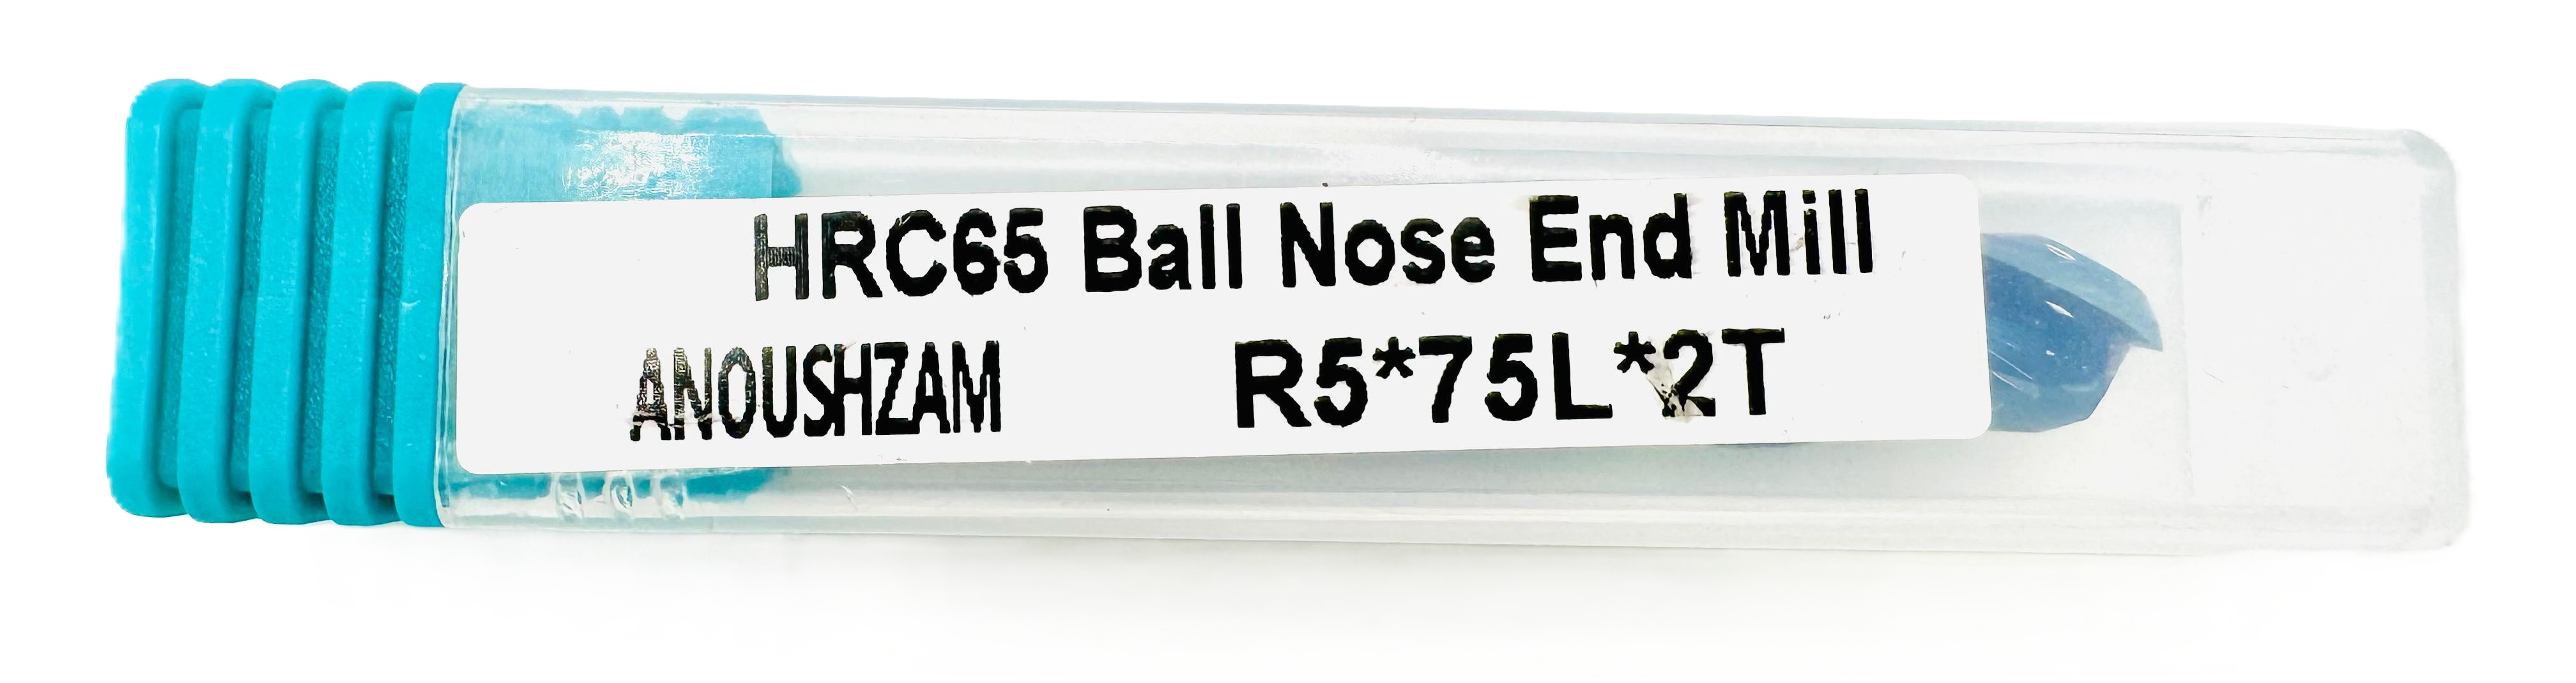 HRC65 Ball Nose End Mill
ANOUSHZAM R5*75L*2T